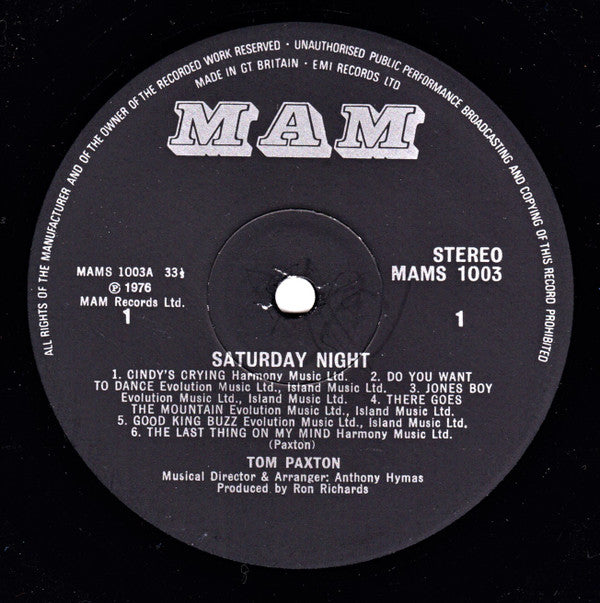 ALL RIGHTS OF THE MANUFACTURER AND OF THE OWNER OF THE RECORDED WORK RESERVED · UNAUTHORISED PUBLIC PERFORMANCE BROADCASTING AND COPYING OF THIS RECORD PROHIBITED
MADE IN GT BRITAIN · EMI RECORDS LTD
MAM
STEREO
MAMS 1003A 33⅓
MAMS 1003
℗ 1976
MAM Records Ltd.
1
1
SATURDAY NIGHT
1. CINDY'S CRYING Harmony Music Ltd. 2. DO YOU WANT
TO DANCE Evolution Music Ltd., Island Music Ltd. 3. JONES BOY
Evolution Music Ltd., Island Music Ltd. 4. THERE GOES
THE MOUNTAIN Evolution Music Ltd., Island Music Ltd.
5. GOOD KING BUZZ Evolution Music Ltd., Island Music Ltd.
6. THE LAST THING ON MY MIND Harmony Music Ltd.
(Paxton)
TOM PAXTON
Musical Director & Arranger: Anthony Hymas
Produced by Ron Richards